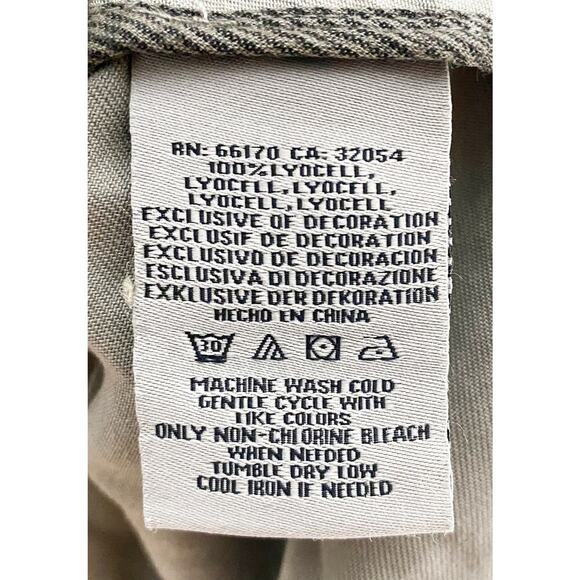 RN: 66170 CA: 32054
100% LYOCELL,
LYOCELL, LYOCELL,
LYOCELL, LYOCELL
EXCLUSIVE OF DECORATION
EXCLUSIF DE DECORATION
EXCLUSIVO DE DECORACION
ESCLUSIVA DI DECORAZIONE
EXKLUSIVE DER DEKORATION
HECHO EN CHINA
30
MACHINE WASH COLD
GENTLE CYCLE WITH
LIKE COLORS
ONLY NON-CHLORINE BLEACH
WHEN NEEDED
TUMBLE DRY LOW
COOL IRON IF NEEDED